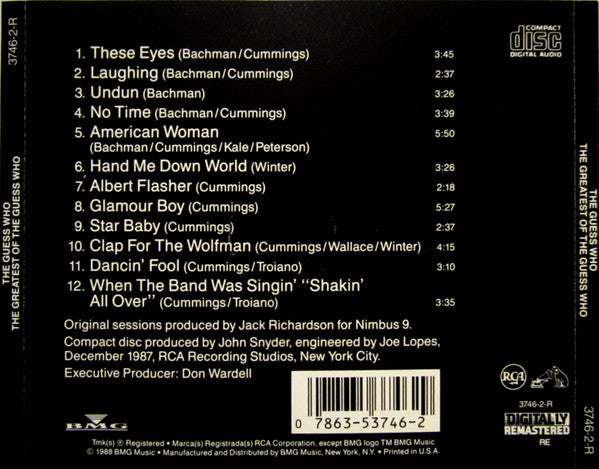 3746-2-R
THE GUESS WHO
THE GREATEST OF THE GUESS WHO
COMPACT
disc
DIGITAL AUDIO
1. These Eyes (Bachman/Cummings) 3:45
2. Laughing (Bachman/Cummings) 2:37
3. Undun (Bachman) 3:26
4. No Time (Bachman/Cummings) 3:39
5. American Woman 5:50
(Bachman/Cummings/Kale/Peterson)
6. Hand Me Down World (Winter) 3:26
7. Albert Flasher (Cummings) 2:18
8. Glamour Boy (Cummings) 5:27
9. Star Baby (Cummings) 2:37
10. Clap For The Wolfman (Cummings/Wallace/Winter) 4:15
11. Dancin' Fool (Cummings/Troiano) 3:10
12. When The Band Was Singin' “Shakin'
All Over” (Cummings/Troiano) 3:35
Original sessions produced by Jack Richardson for Nimbus 9.
Compact disc produced by John Snyder, engineered by Joe Lopes,
December 1987, RCA Recording Studios, New York City.
Executive Producer: Don Wardell
BMG
0 7863-53746-2
RCA
3746-2-R
DIGITALLY
REMASTERED
RE
Tmk(s) ® Registered • Marca(s) Registrada(s) RCA Corporation, except BMG logo TM BMG Music
© 1988 BMG Music • Manufactured and Distributed by BMG Music, New York, N.Y. • Printed in U.S.A.
THE GUESS WHO
THE GREATEST OF THE GUESS WHO
3746-2-R